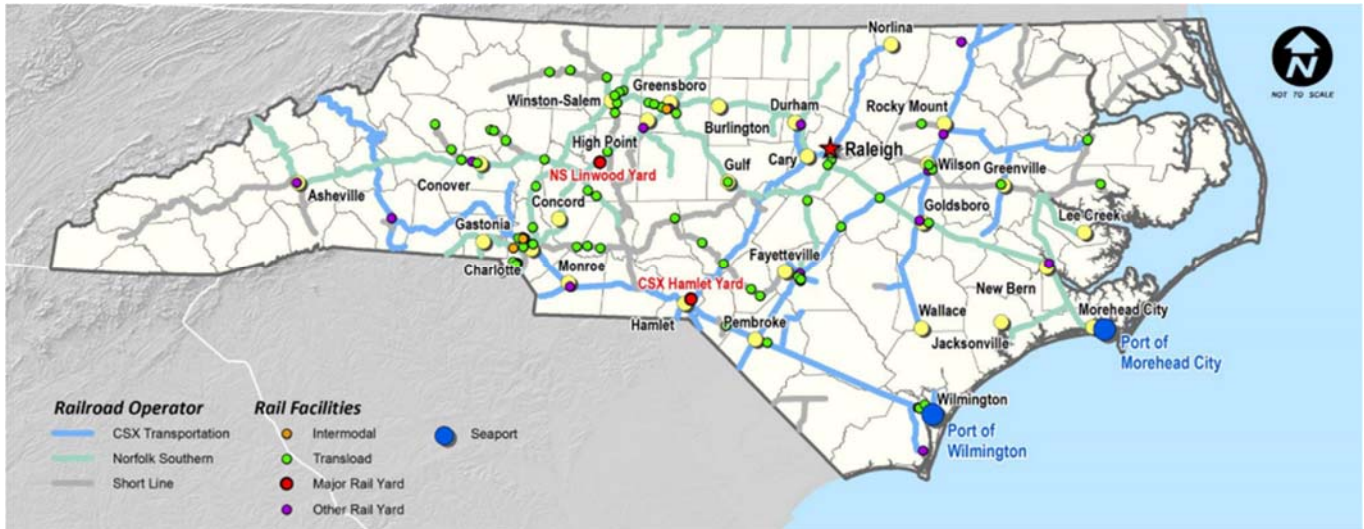 Norlina
N
NOT TO SCALE
Greensboro
Winston-Salem
Durham
Rocky Mount
Burlington
High Point
Raleigh
Cary
NS Linwood Yard
Gulf
Wilson
Greenville
Conover
Asheville
Concord
Goldsboro
Lee Creek
Gastonia
Fayetteville
Charlotte
Monroe
CSX Hamlet Yard
New Bern
Hamlet
Pembroke
Wallace
Morehead City
Jacksonville
Port of
Morehead City
Wilmington
Port of
Wilmington
Railroad Operator
CSX Transportation
Norfolk Southern
Short Line
Rail Facilities
Intermodal
Transload
Major Rail Yard
Other Rail Yard
Seaport